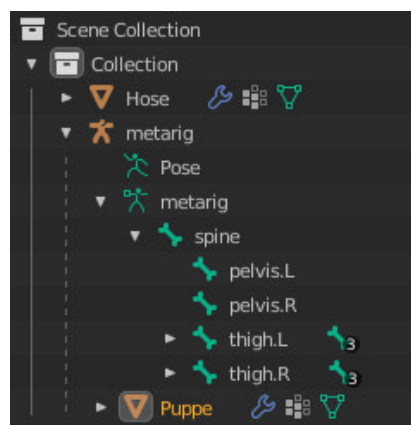 Scene Collection
Collection
Hose
metarig
Pose
metarig
spine
pelvis.L
pelvis.R
thigh.L 3
thigh.R 3
Puppe